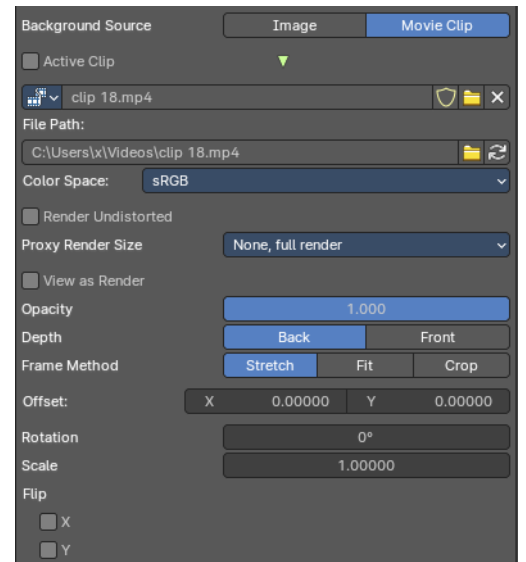 Background Source Image Movie Clip
Active Clip
clip 18.mp4
File Path:
C:\Users\x\Videos\clip 18.mp4
Color Space: sRGB
Render Undistorted
Proxy Render Size None, full render
View as Render
Opacity 1.000
Depth Back Front
Frame Method Stretch Fit Crop
Offset: X 0.00000 Y 0.00000
Rotation 0°
Scale 1.00000
Flip
X
Y